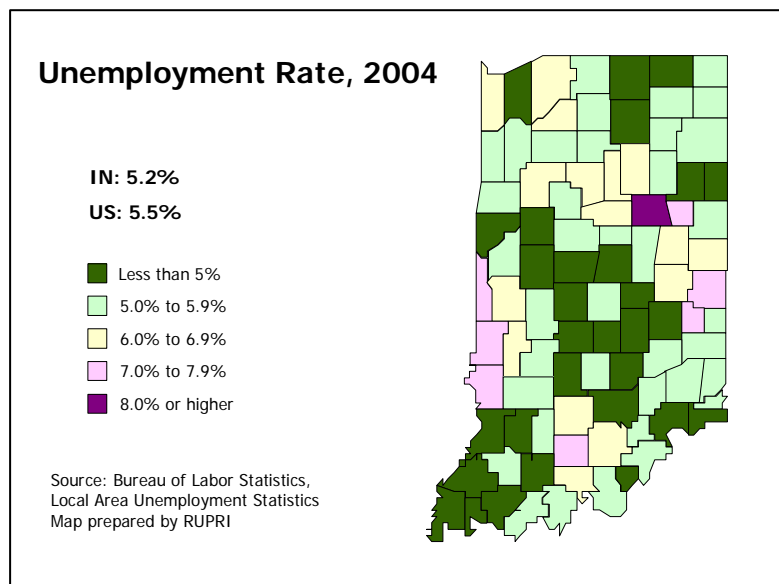 Unemployment Rate, 2004
IN: 5.2%
US: 5.5%
Less than 5%
5.0% to 5.9%
6.0% to 6.9%
7.0% to 7.9%
8.0% or higher
Source: Bureau of Labor Statistics,
Local Area Unemployment Statistics
Map prepared by RUPRI